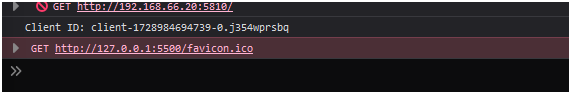 GET http://192.168.66.20:5810/
Client ID: client-1728984694739-0.j354wprsbq
GET http://127.0.0.1:5500/favicon.ico